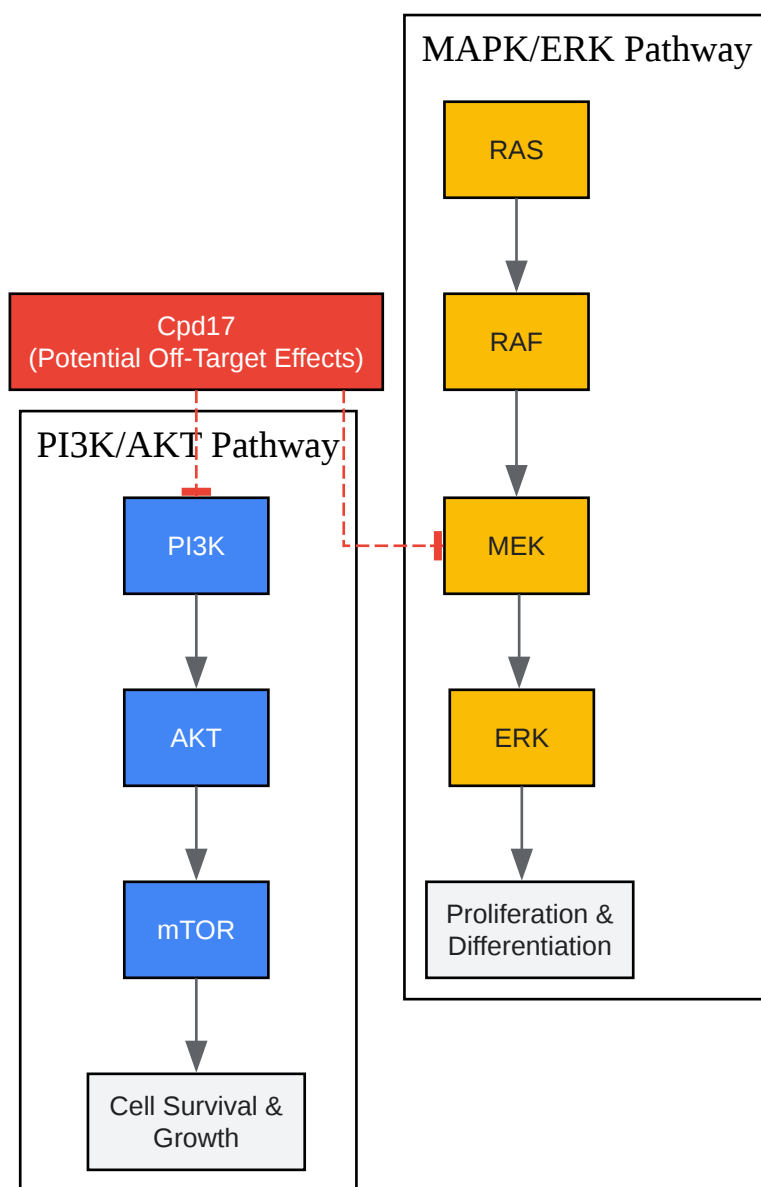 MAPK/ERK Pathway
RAS
RAF
Cpd17
(Potential Off-Target Effects)
PI3K/AKT Pathway
PI3K
MEK
AKT
ERK
mTOR
Proliferation &
Differentiation
Cell Survival &
Growth